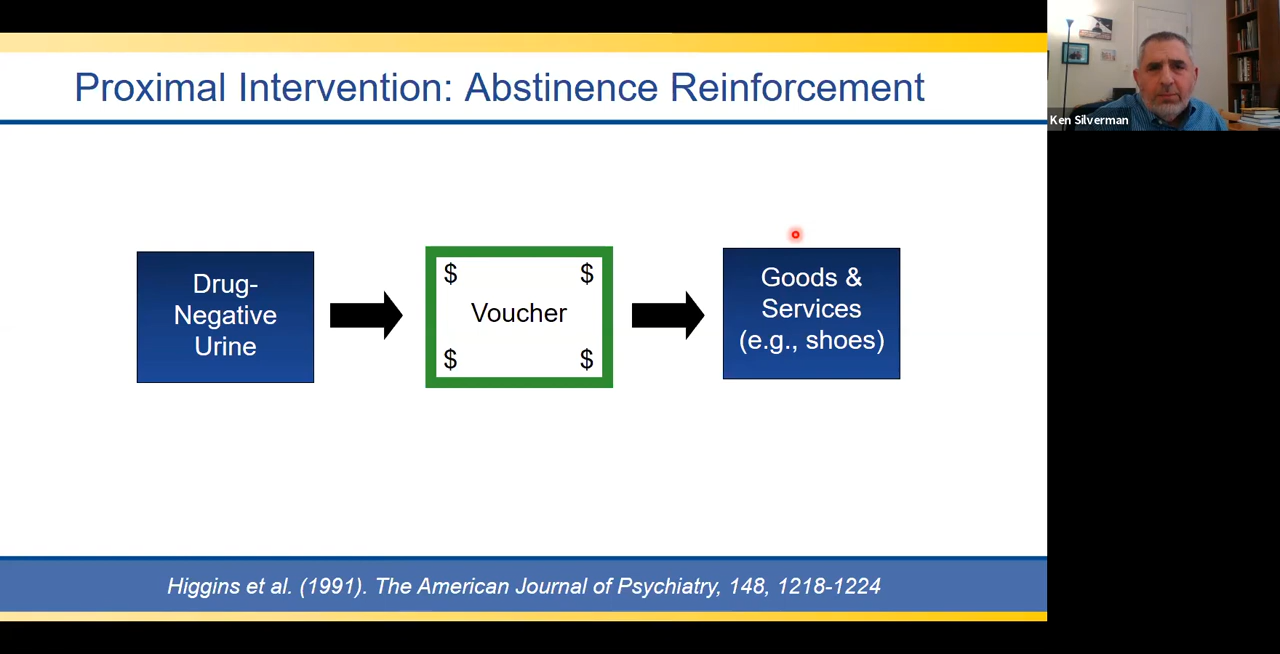 Proximal Intervention: Abstinence Reinforcement
Ken Silverman
Drug-
Negative
Urine
$ $
Voucher
$ $
Goods &
Services
(e.g., shoes)
Higgins et al. (1991). The American Journal of Psychiatry, 148, 1218-1224